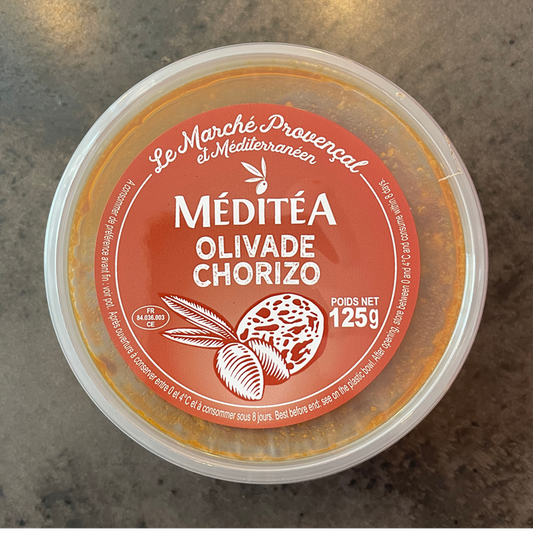 Le Marché Provençal
et Méditerranéen
MÉDITÉA
OLIVADE
CHORIZO
POIDS NET
125g
FR
84.036.003
CE
A consommer de préférence avant fin : voir pot. Après ouverture à conserver entre 0 et 4°C et à consommer sous 8 jours. Best before end: see on the plastic bowl. After opening, store between 0 and 4°C and consume within 8 days.